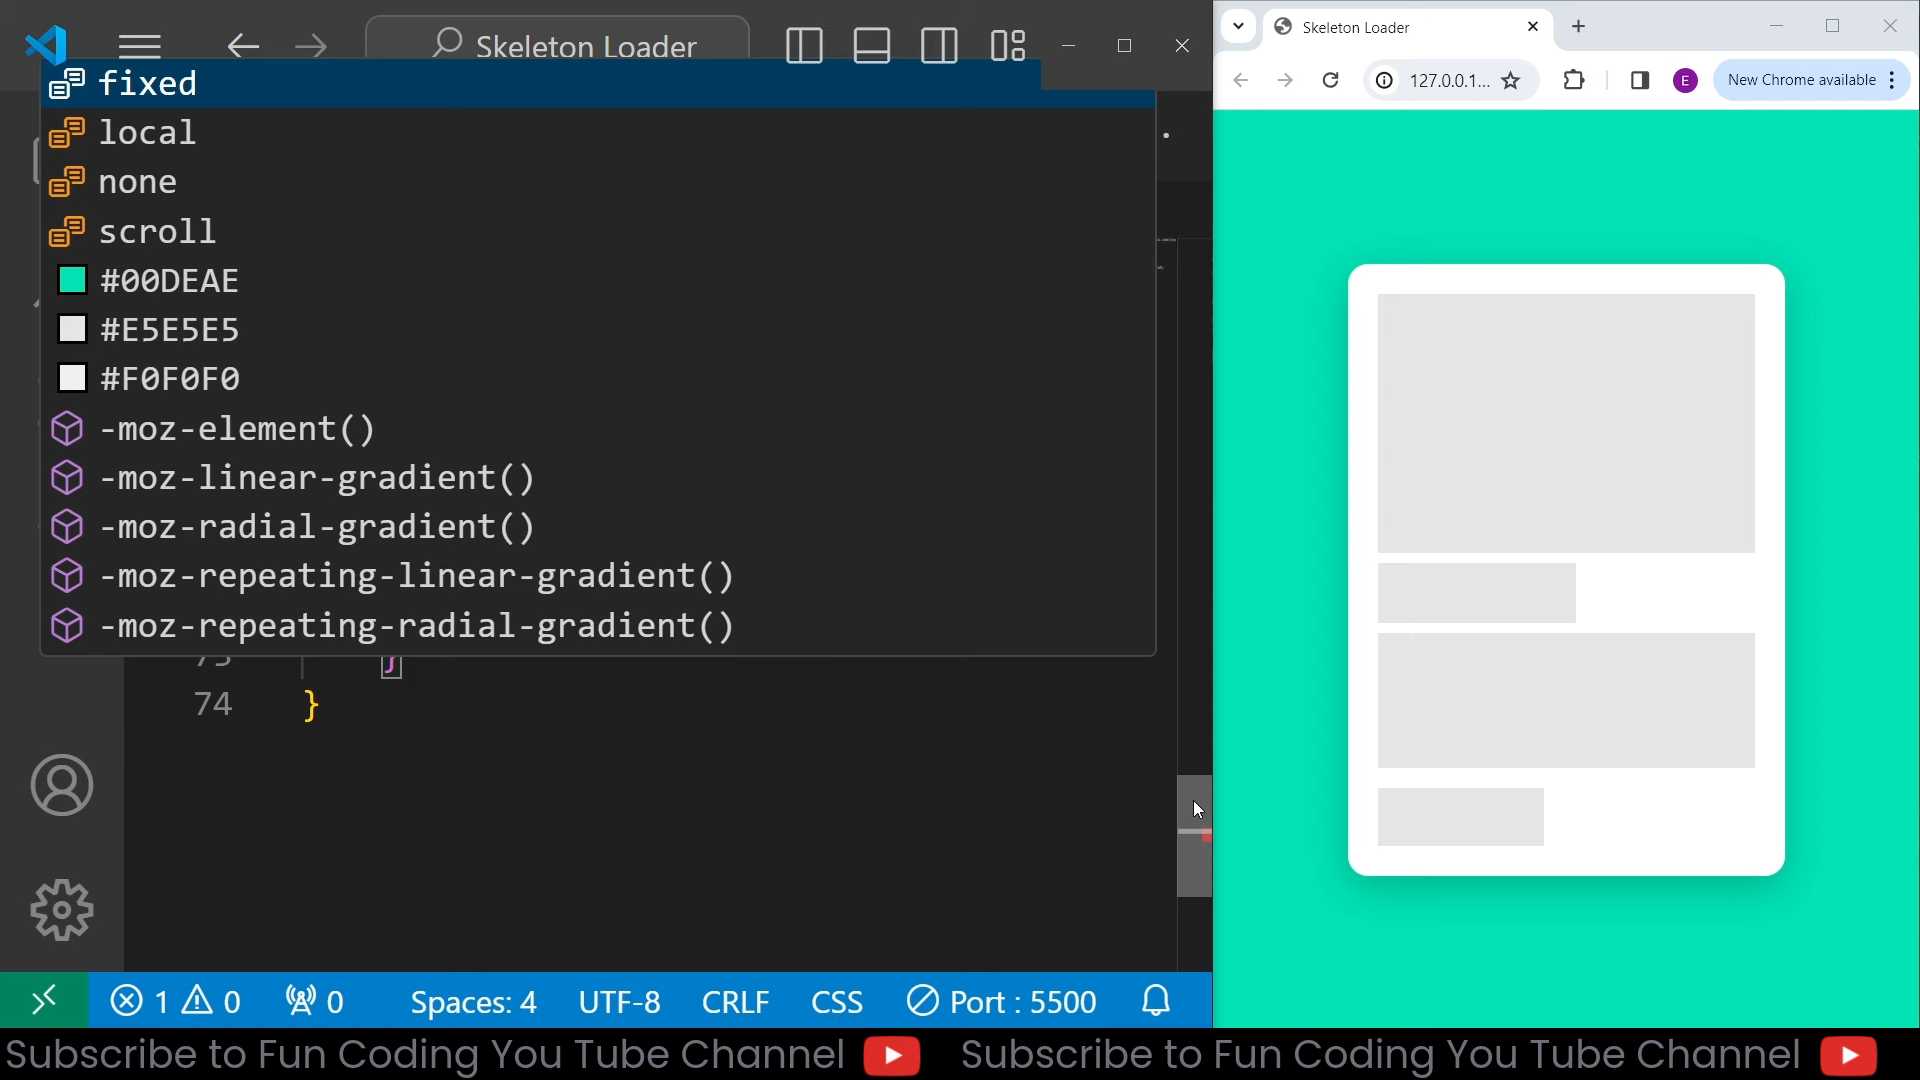 Skeleton Loader
fixed
local
none
scroll
#00DEAE
#E5E5E5
#F0F0F0
-moz-element()
-moz-linear-gradient()
-moz-radial-gradient()
-moz-repeating-linear-gradient()
-moz-repeating-radial-gradient()
73 }
74 }
1 0 0 Spaces: 4 UTF-8 CRLF CSS Port : 5500
Skeleton Loader
127.0.0.1...
E
New Chrome available
Subscribe to Fun Coding You Tube Channel Subscribe to Fun Coding You Tube Channel